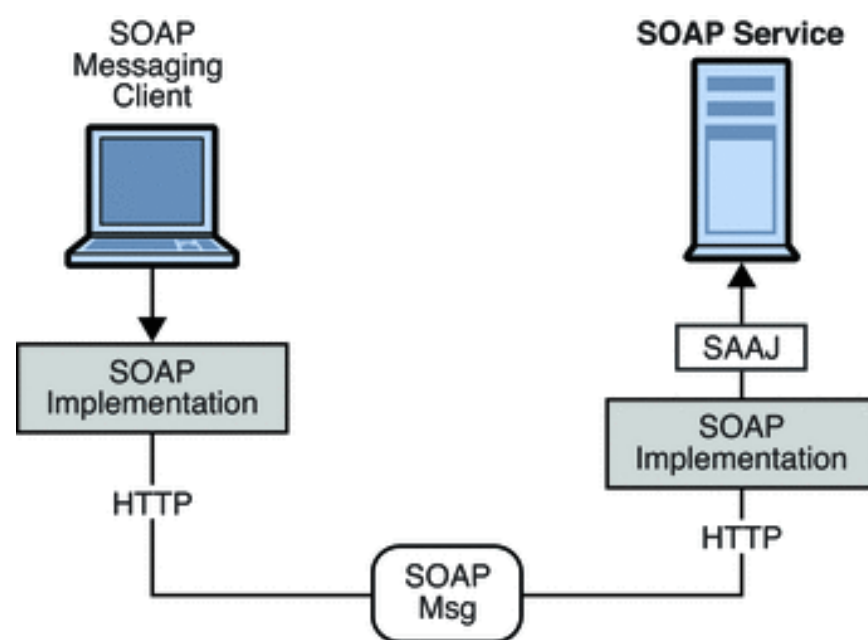 SOAP
Messaging
Client
SOAP Service
SOAP
Implementation
SAAJ
SOAP
Implementation
HTTP
HTTP
SOAP
Msg